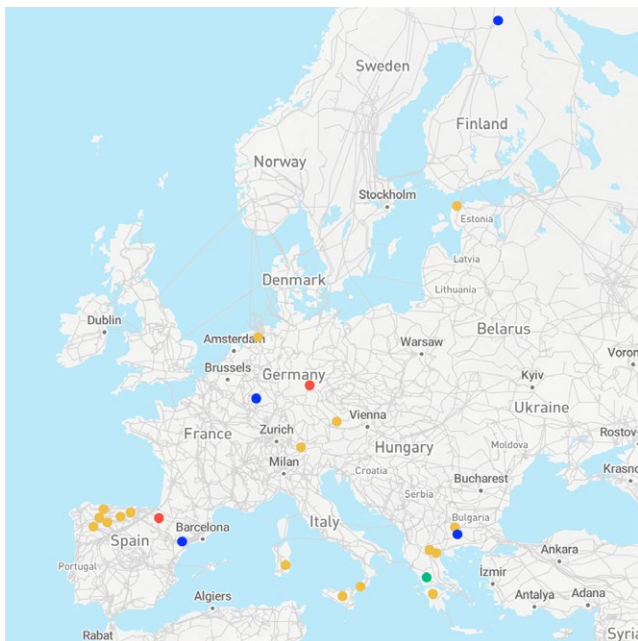 Sweden
Finland
Norway
Stockholm
Estonia
Latvia
Denmark
Lithuania
Dublin
Belarus
Amsterdam
Warsaw
Voron
Brussels
Germany
Kyiv
Ukraine
Vienna
France
Zurich
Rostov-
Hungary
Moldova
Milan
Croatia
Krasno
Bucharest
Serbia
Italy
Bulgaria
Barcelona
Spain
Ankara
Portugal
İzmir
Algiers
Antalya
Adana
Rabat
Syria